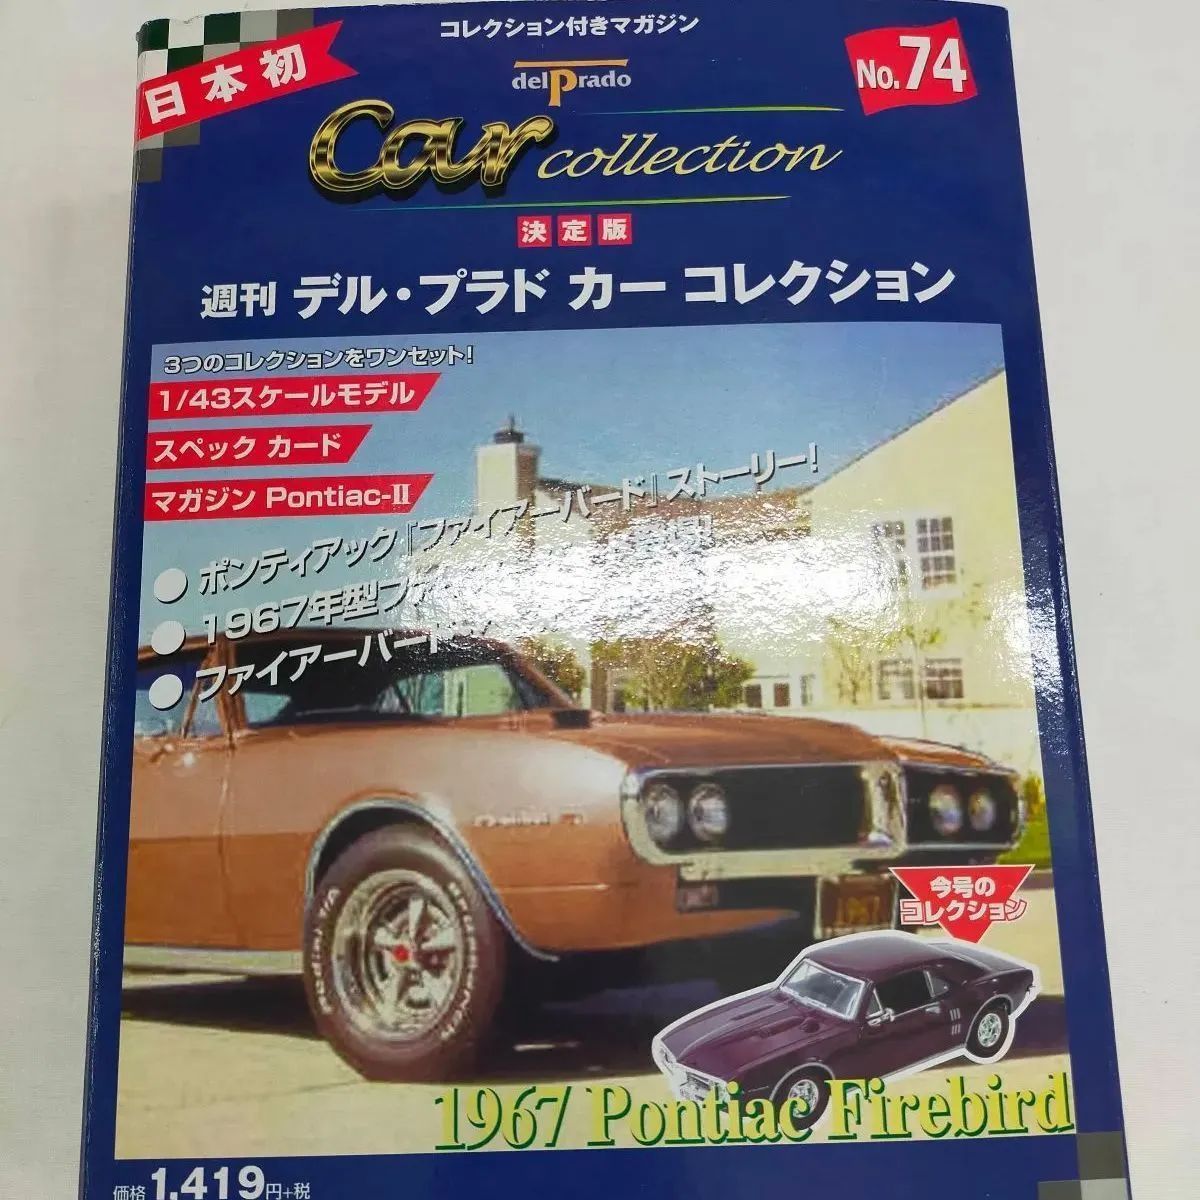 コレクション付きマガジン
日本初
delPrado
No.74
Car collection
決定版
週刊 デル・プラド カー コレクション
3つのコレクションをワンセット!
1/43スケールモデル
スペック カード
マガジン Pontiac-II
● ポンティアック『ファイアーバード』ストーリー!
● 1967年型ファ
● ファイアーバード
1967
今号の
コレクション
1967 Pontiac Firebird
価格 1,419円+税